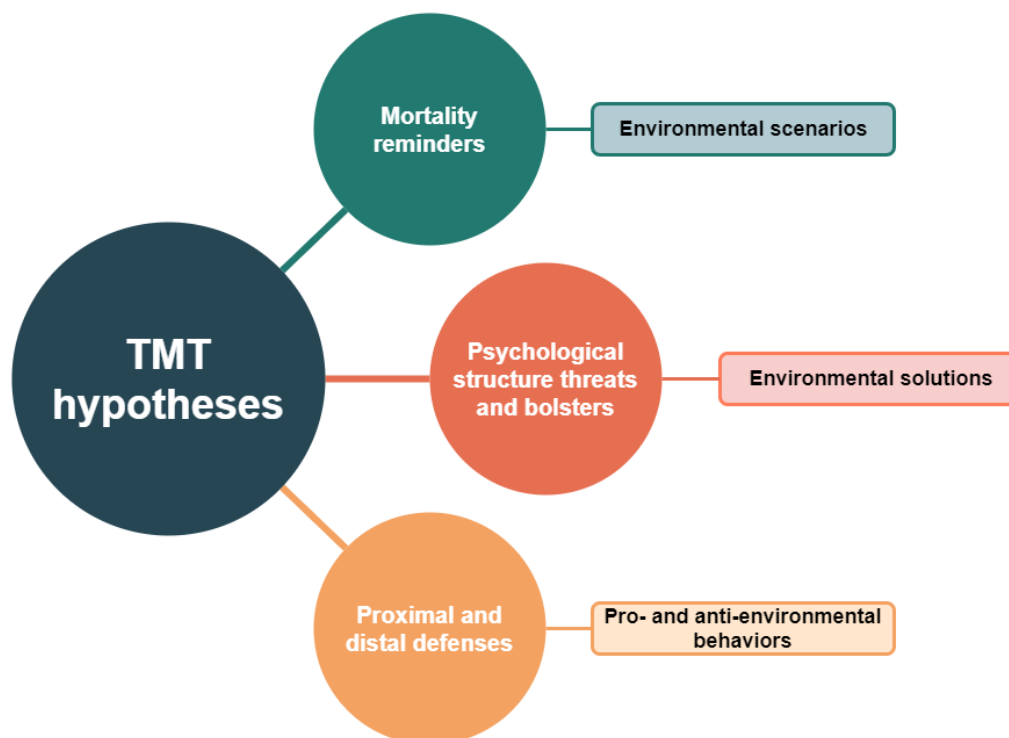 Mortality
reminders
Environmental scenarios
TMT
hypotheses
Psychological
structure threats
and bolsters
Environmental solutions
Proximal and
distal defenses
Pro- and anti-environmental
behaviors